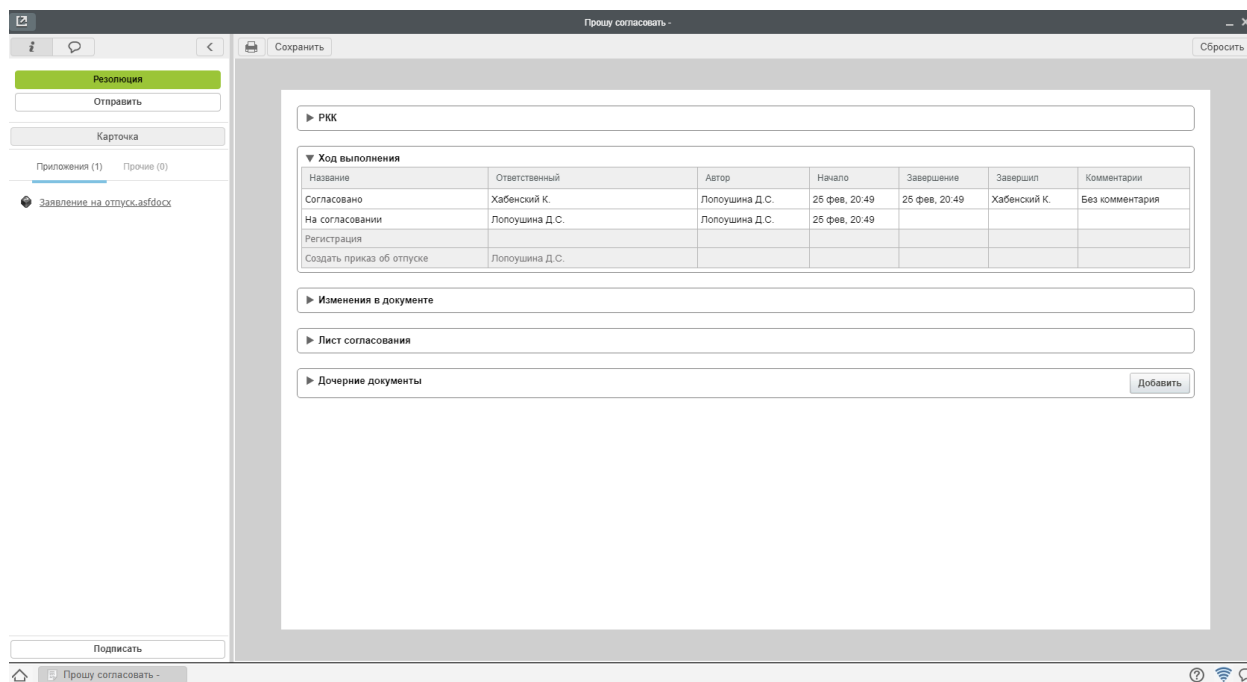 Прошу согласовать -
i
Сохранить
Сбросить
Резолюция
Отправить
Карточка
Приложения (1) Прочие (0)
Заявление на отпуск.asfdocx
РКК
Ход выполнения
Название Ответственный Автор Начало Завершение Завершил Комментарии
Согласовано Хабенский К. Лопоушина Д.С. 25 фев, 20:49 25 фев, 20:49 Хабенский К. Без комментария
На согласовании Лопоушина Д.С. Лопоушина Д.С. 25 фев, 20:49
Регистрация
Создать приказ об отпуске Лопоушина Д.С.
Изменения в документе
Лист согласования
Дочерние документы Добавить
Подписать
Прошу согласовать -